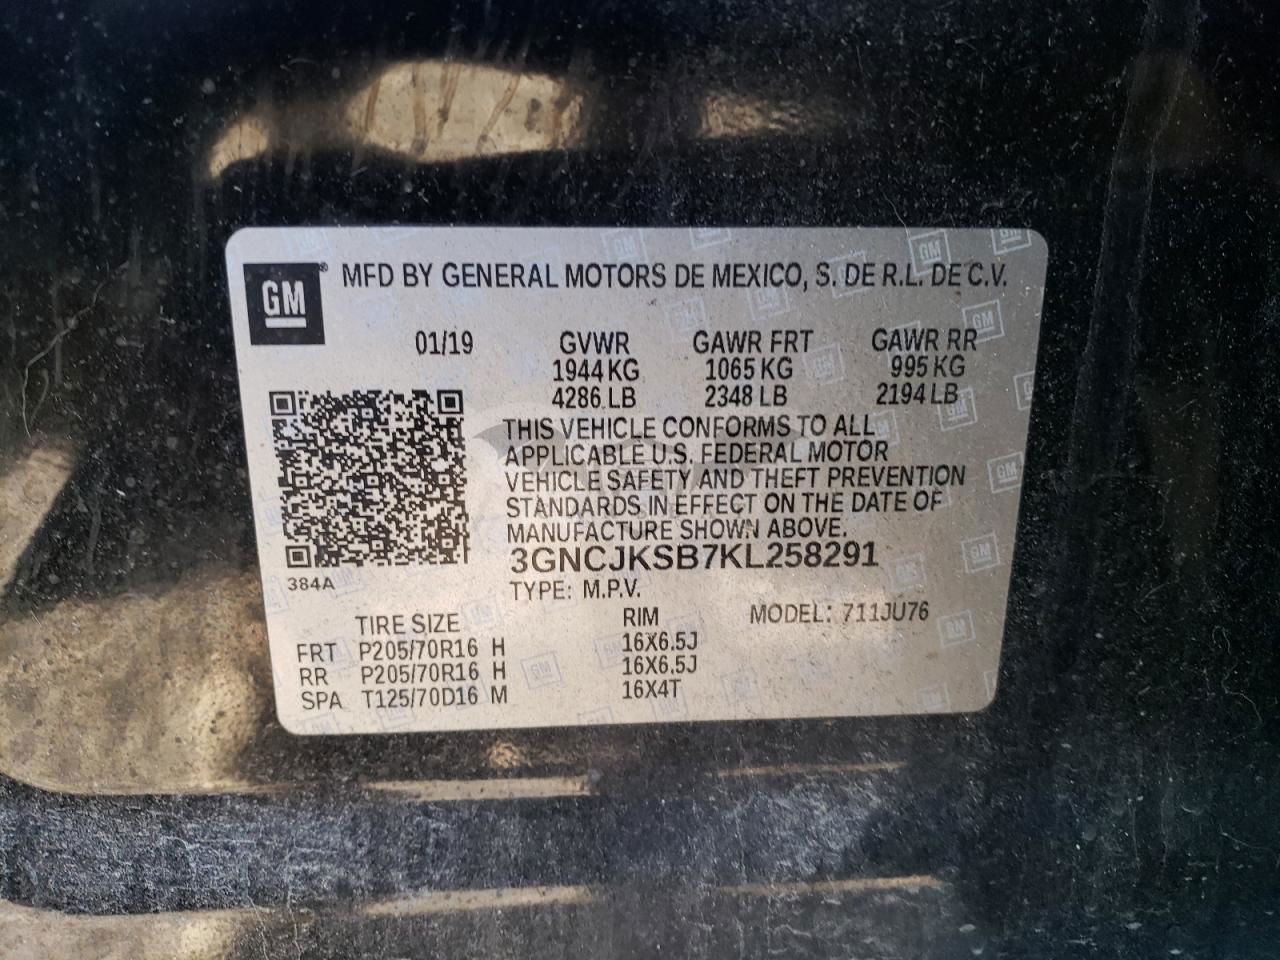 GM ® MFD BY GENERAL MOTORS DE MEXICO, S. DE R.L. DE C.V.
01/19 GVWR GAWR FRT GAWR RR
1944 KG 1065 KG 995 KG
4286 LB 2348 LB 2194 LB
THIS VEHICLE CONFORMS TO ALL
APPLICABLE U.S. FEDERAL MOTOR
VEHICLE SAFETY AND THEFT PREVENTION
STANDARDS IN EFFECT ON THE DATE OF
MANUFACTURE SHOWN ABOVE.
3GNCJKSB7KL258291
384A TYPE: M.P.V.
TIRE SIZE RIM MODEL: 711JU76
FRT P205/70R16 H 16X6.5J
RR P205/70R16 H 16X6.5J
SPA T125/70D16 M 16X4T